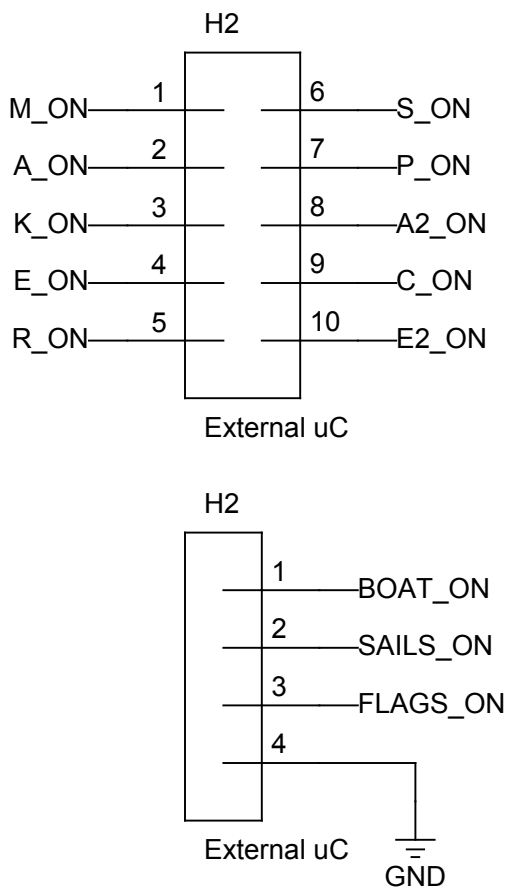 H2
M_ON 1 6 S_ON
A_ON 2 7 P_ON
K_ON 3 8 A2_ON
E_ON 4 9 C_ON
R_ON 5 10 E2_ON
External uC
H2
1 BOAT_ON
2 SAILS_ON
3 FLAGS_ON
4
External uC
GND